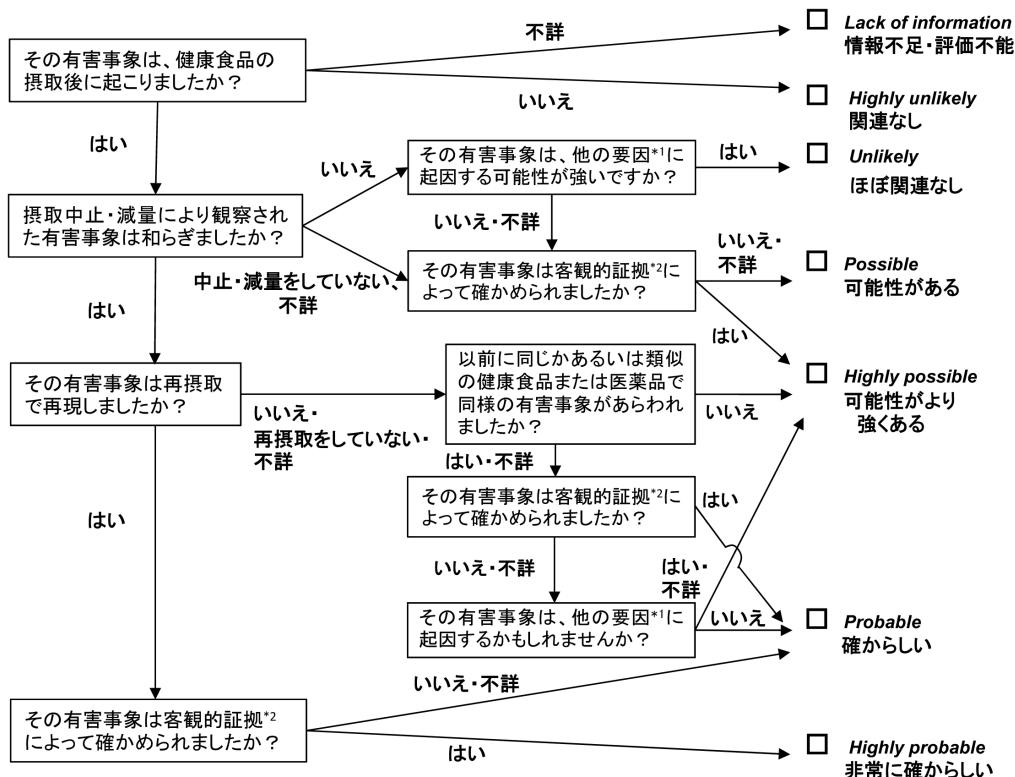 不詳
Lack of information
情報不足・評価不能
その有害事象は、健康食品の
摂取後に起こりましたか？
いいえ
Highly unlikely
関連なし
はい
いいえ
その有害事象は、他の要因*1に
起因する可能性が強いですか？
はい
Unlikely
ほぼ関連なし
摂取中止・減量により観察され
た有害事象は和らぎましたか？
いいえ・不詳
中止・減量をしていない、
不詳
その有害事象は客観的証拠*2に
よって確かめられましたか？
いいえ・
不詳
Possible
可能性がある
はい
はい
その有害事象は再摂取
で再現しましたか？
いいえ・
再摂取をしていない・
不詳
以前に同じかあるいは類似
の健康食品または医薬品で
同様の有害事象があらわれ
ましたか？
いいえ
Highly possible
可能性がより
強くある
はい・不詳
その有害事象は客観的証拠*2に
よって確かめられましたか？
はい
はい
いいえ・不詳
はい・
不詳
その有害事象は、他の要因*1に
起因するかもしれませんか？
いいえ
Probable
確からしい
いいえ・不詳
その有害事象は客観的証拠*2
によって確かめられましたか？
はい
Highly probable
非常に確からしい